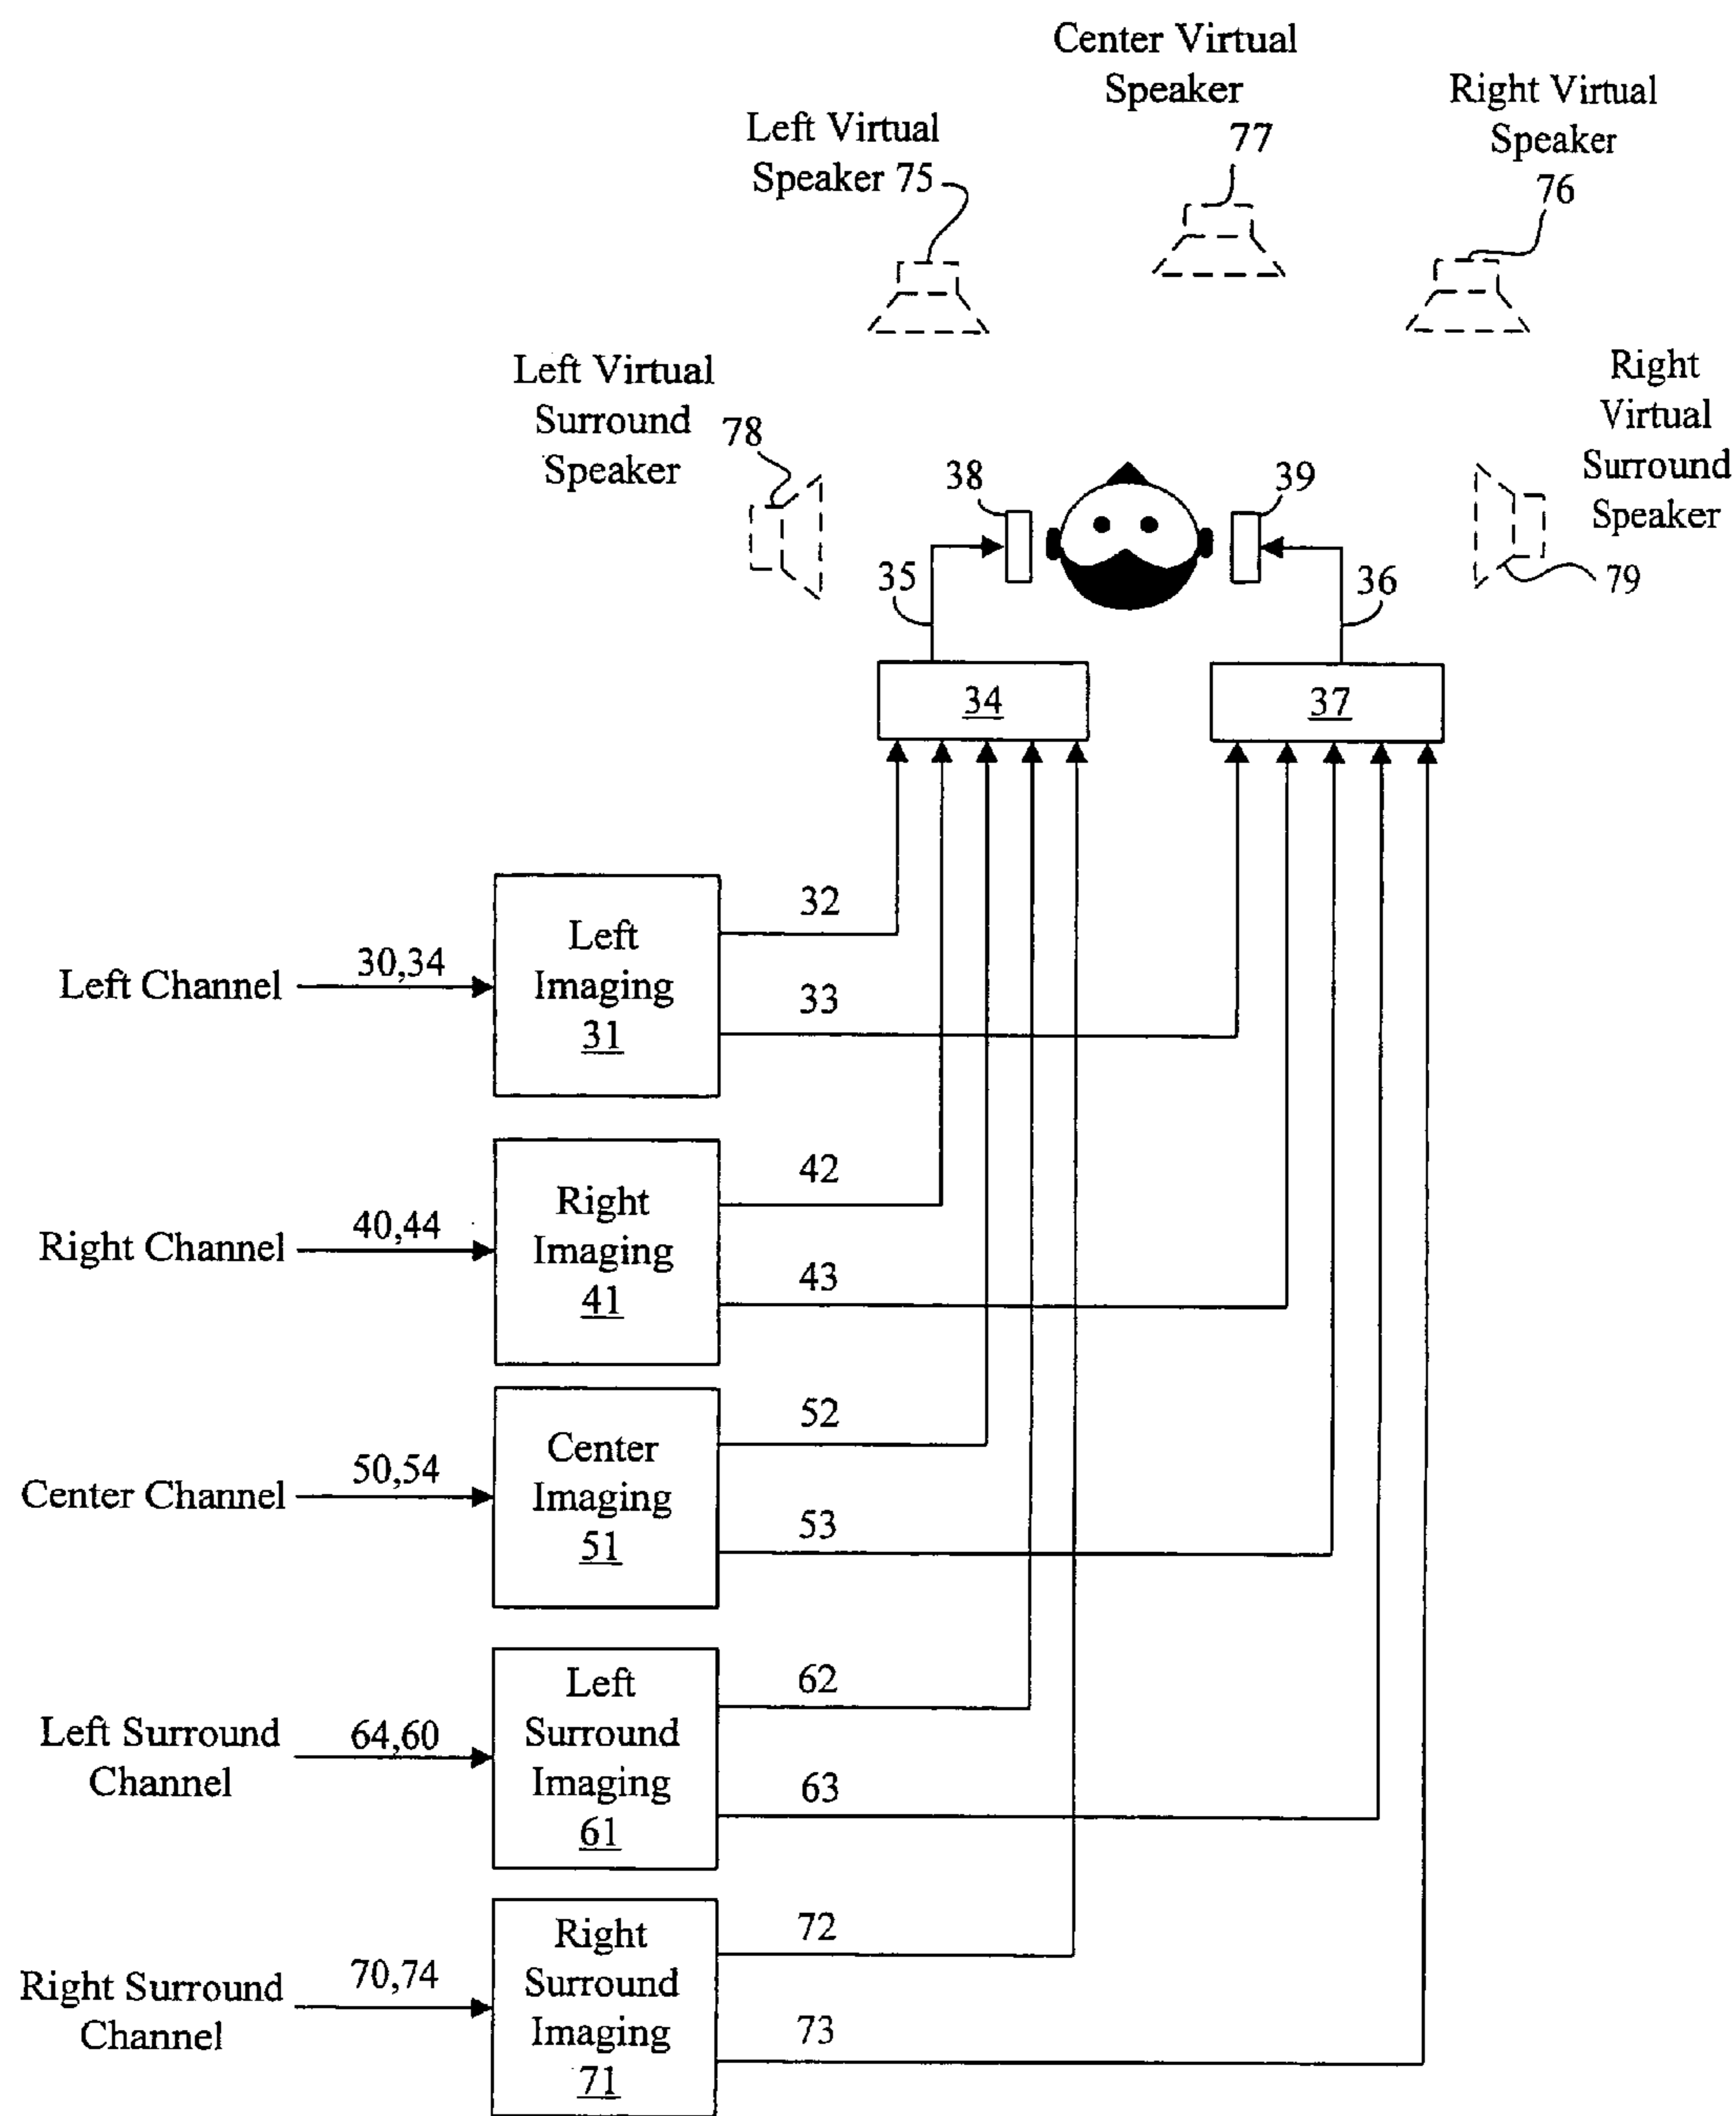 Center Virtual
Speaker
77
Right Virtual
Speaker
76
Left Virtual
Speaker 75
Left Virtual
Surround
Speaker
78
Right
Virtual
Surround
Speaker
79
38
39
35
36
34
37
Left Channel
30,34
Left
Imaging
31
32
33
Right Channel
40,44
Right
Imaging
41
42
43
Center Channel
50,54
Center
Imaging
51
52
53
Left Surround
Channel
64,60
Left
Surround
Imaging
61
62
63
Right Surround
Channel
70,74
Right
Surround
Imaging
71
72
73